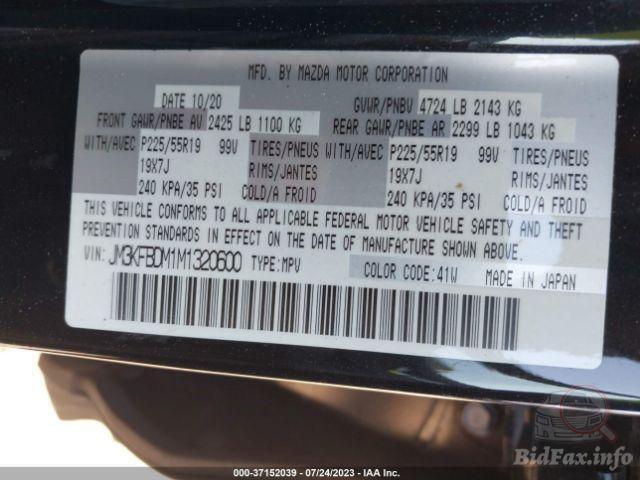 MFD. BY MAZDA MOTOR CORPORATION
DATE 10/20 GVWR/PNBV 4724 LB 2143 KG
FRONT GAWR/PNBE AV 2425 LB 1100 KG REAR GAWR/PNBE AR 2299 LB 1043 KG
WITH/AVEC P225/55R19 99V TIRES/PNEUS WITH/AVEC P225/55R19 99V TIRES/PNEUS
19X7J RIMS/JANTES 19X7J RIMS/JANTES
240 KPA/35 PSI COLD/A FROID 240 KPA/35 PSI COLD/A FROID
THIS VEHICLE CONFORMS TO ALL APPLICABLE FEDERAL MOTOR VEHICLE SAFETY AND THEFT
PREVENTION STANDARDS IN EFFECT ON THE DATE OF MANUFACTURE SHOWN ABOVE.
VIN: JM3KFBDM1M1320600 TYPE:MPV COLOR CODE:41W MADE IN JAPAN
000-37152039 - 07/24/2023 - IAA Inc.
BidFax.info